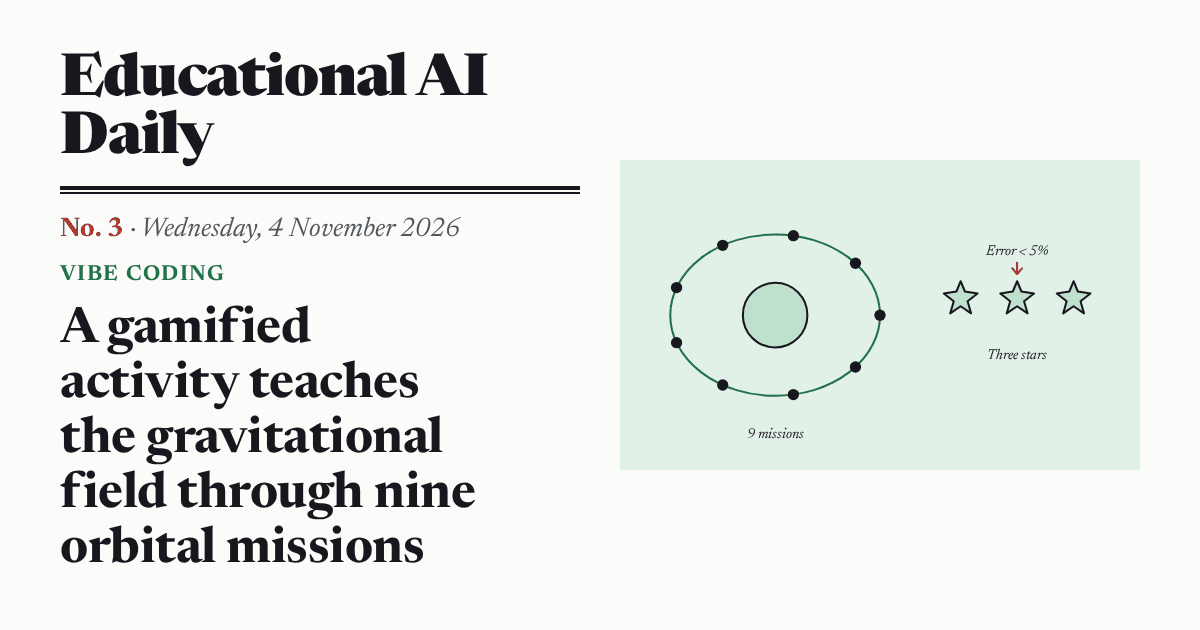 Educational AI
Daily
No. 3 · Wednesday, 4 November 2026
VIBE CODING
A gamified
activity teaches
the gravitational
field through nine
orbital missions
Error < 5%
Three stars
9 missions